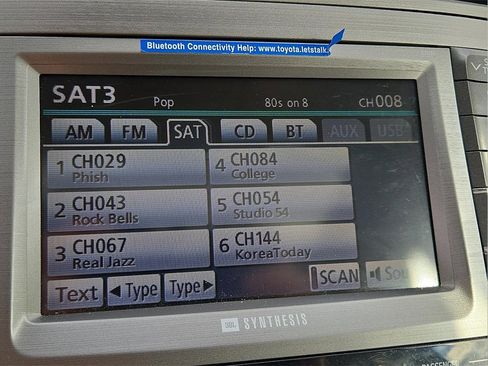 Bluetooth Connectivity Help: www.toyota.letstalk.
SAT3 Pop 80s on 8 CH008
AM FM SAT CD BT AUX USB
1 CH029 Phish
4 CH084 College
2 CH043 Rock Bells
5 CH054 Studio 54
3 CH067 Real Jazz
6 CH144 KoreaToday
Text ◄ Type Type ► SCAN Sou
JBL SYNTHESIS
PASSENGER